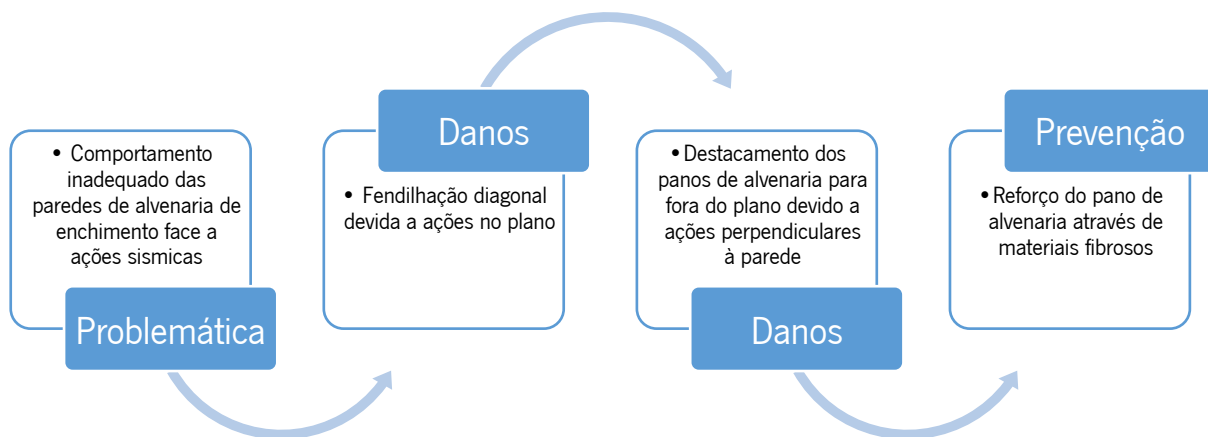 • Comportamento
inadequado das
paredes de alvenaria de
enchimento face a
ações sismicas
Problemática
Danos
• Fendilhação diagonal
devida a ações no plano
• Destacamento dos
panos de alvenaria para
fora do plano devido a
ações perpendiculares
à parede
Danos
Prevenção
• Reforço do pano de
alvenaria através de
materiais fibrosos